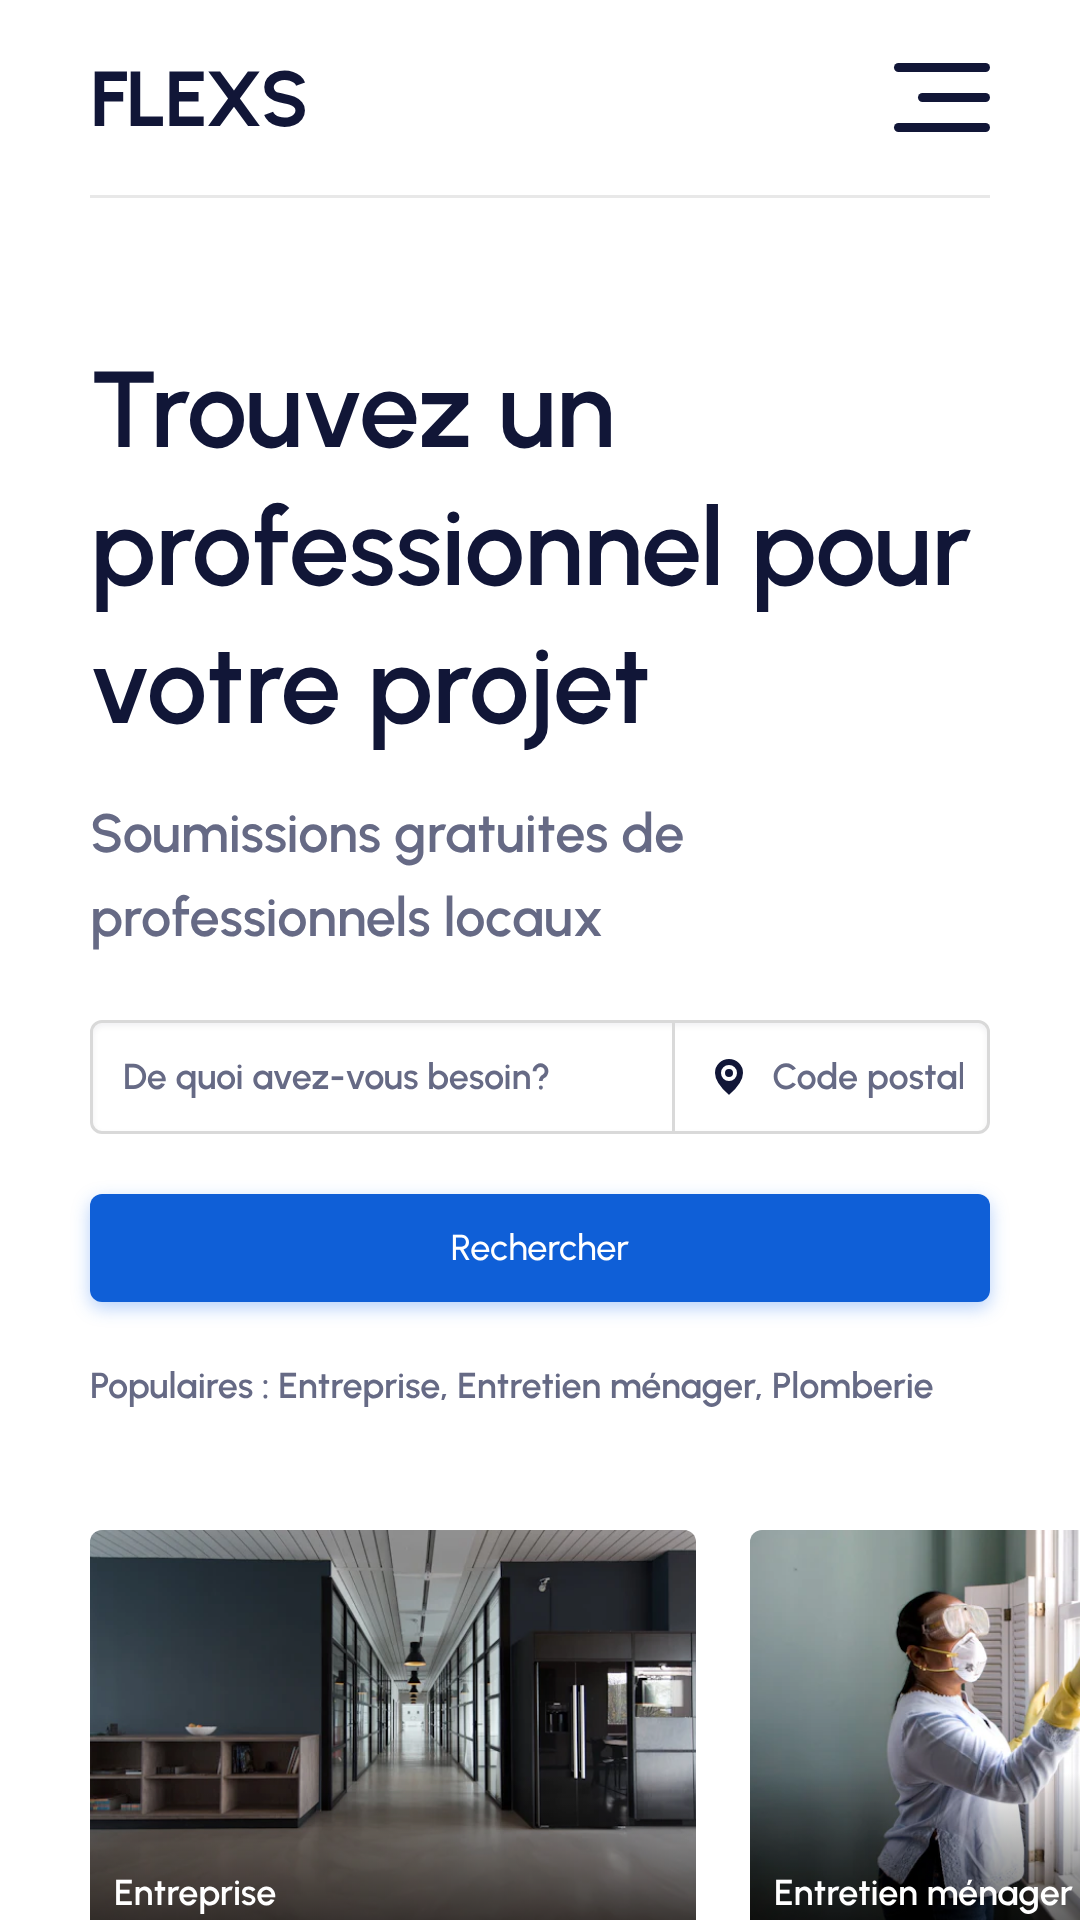 FLEXS
Trouvez un
professionnel pour
votre projet
Soumissions gratuites de
professionnels locaux
De quoi avez-vous besoin?
Code postal
Rechercher
Populaires : Entreprise, Entretien ménager, Plomberie
Entreprise
Entretien ménager